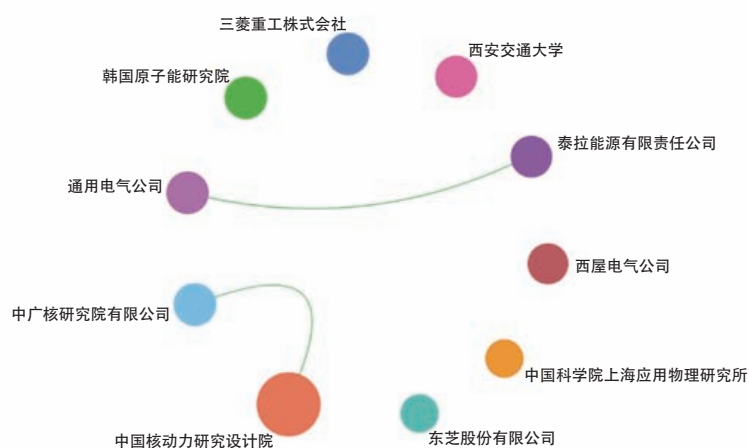 三菱重工株式会社
西安交通大学
韩国原子能研究院
泰拉能源有限责任公司
通用电气公司
西屋电气公司
中广核研究院有限公司
中国科学院上海应用物理研究所
东芝股份有限公司
中国核动力研究设计院